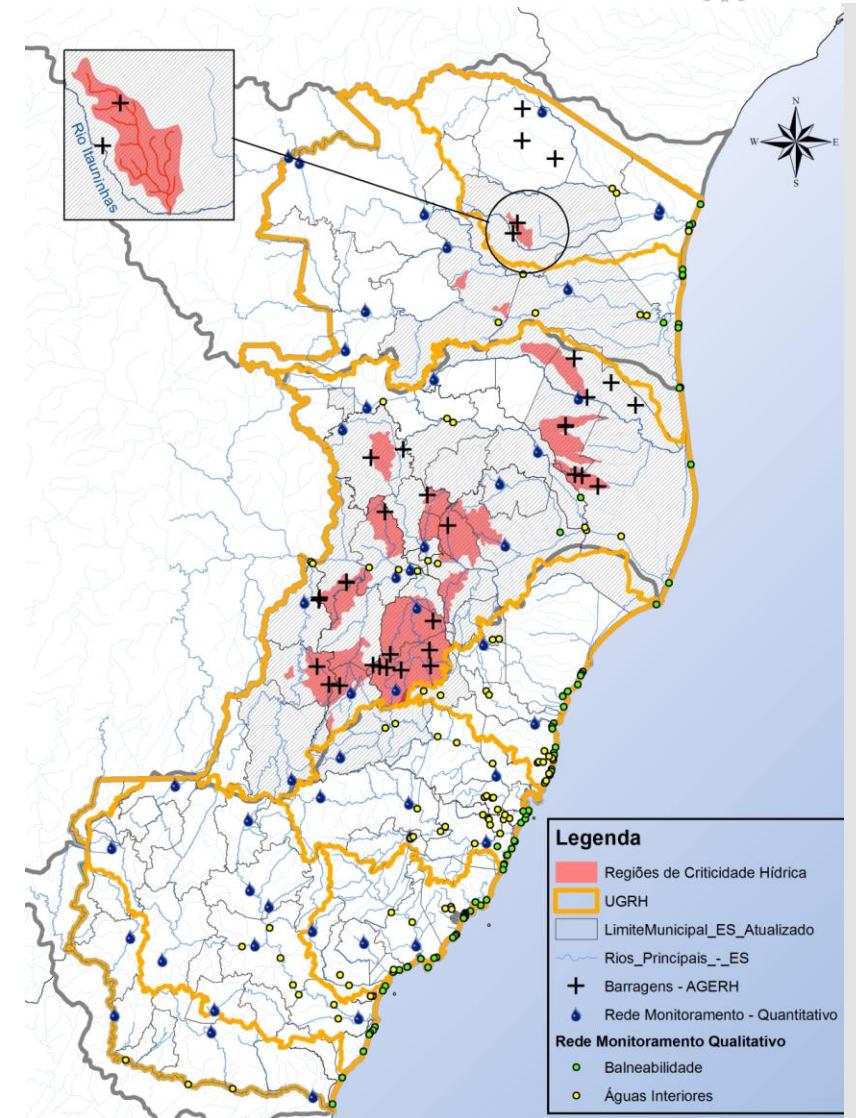 Rio Itauninhas
N
W
E
S
Legenda
Regiões de Criticidade Hídrica
UGRH
LimiteMunicipal_ES_Atualizado
Rios_Principais_-_ES
Barragens - AGERH
Rede Monitoramento - Quantitativo
Rede Monitoramento Qualitativo
Balneabilidade
Águas Interiores